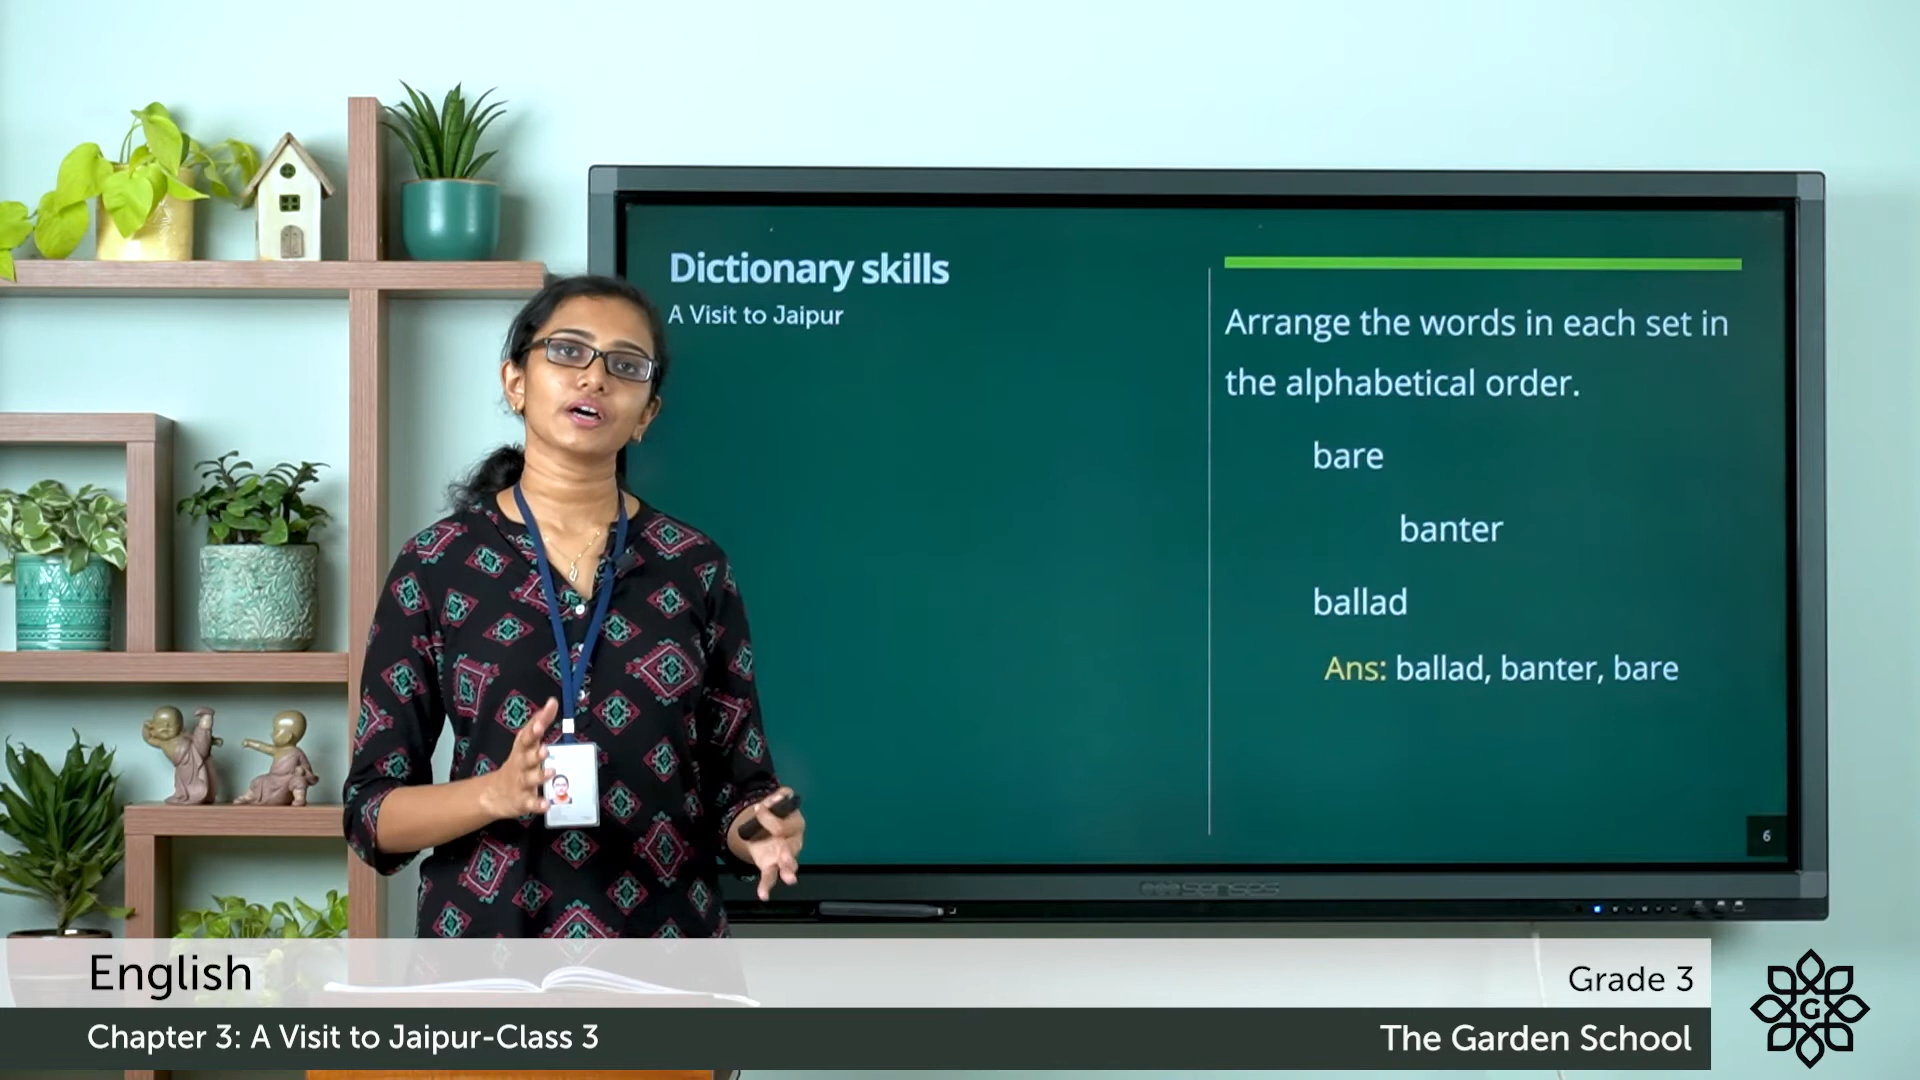 Dictionary skills
A Visit to Jaipur
Arrange the words in each set in
the alphabetical order.
bare
banter
ballad
Ans: ballad, banter, bare
6
senses
English
Grade 3
Chapter 3: A Visit to Jaipur-Class 3
The Garden School
G